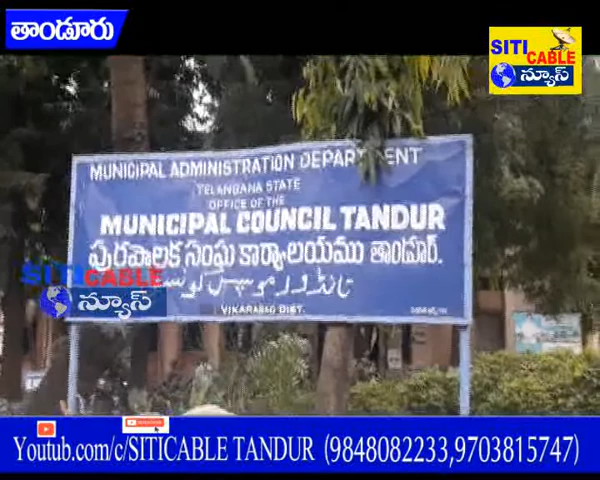 తాండూరు
SITI
CABLE
న్యూస్
MUNICIPAL ADMINISTRATION DEPARTMENT
TELANGANA STATE
OFFICE OF THE
MUNICIPAL COUNCIL TANDUR
పురపాలక సంఘ కార్యాలయము తాండూర్.
SITI CABLE
న్యూస్
VIKARABAD DIST.
Youtub.com/c/SITICABLE TANDUR (9848082233,9703815747)